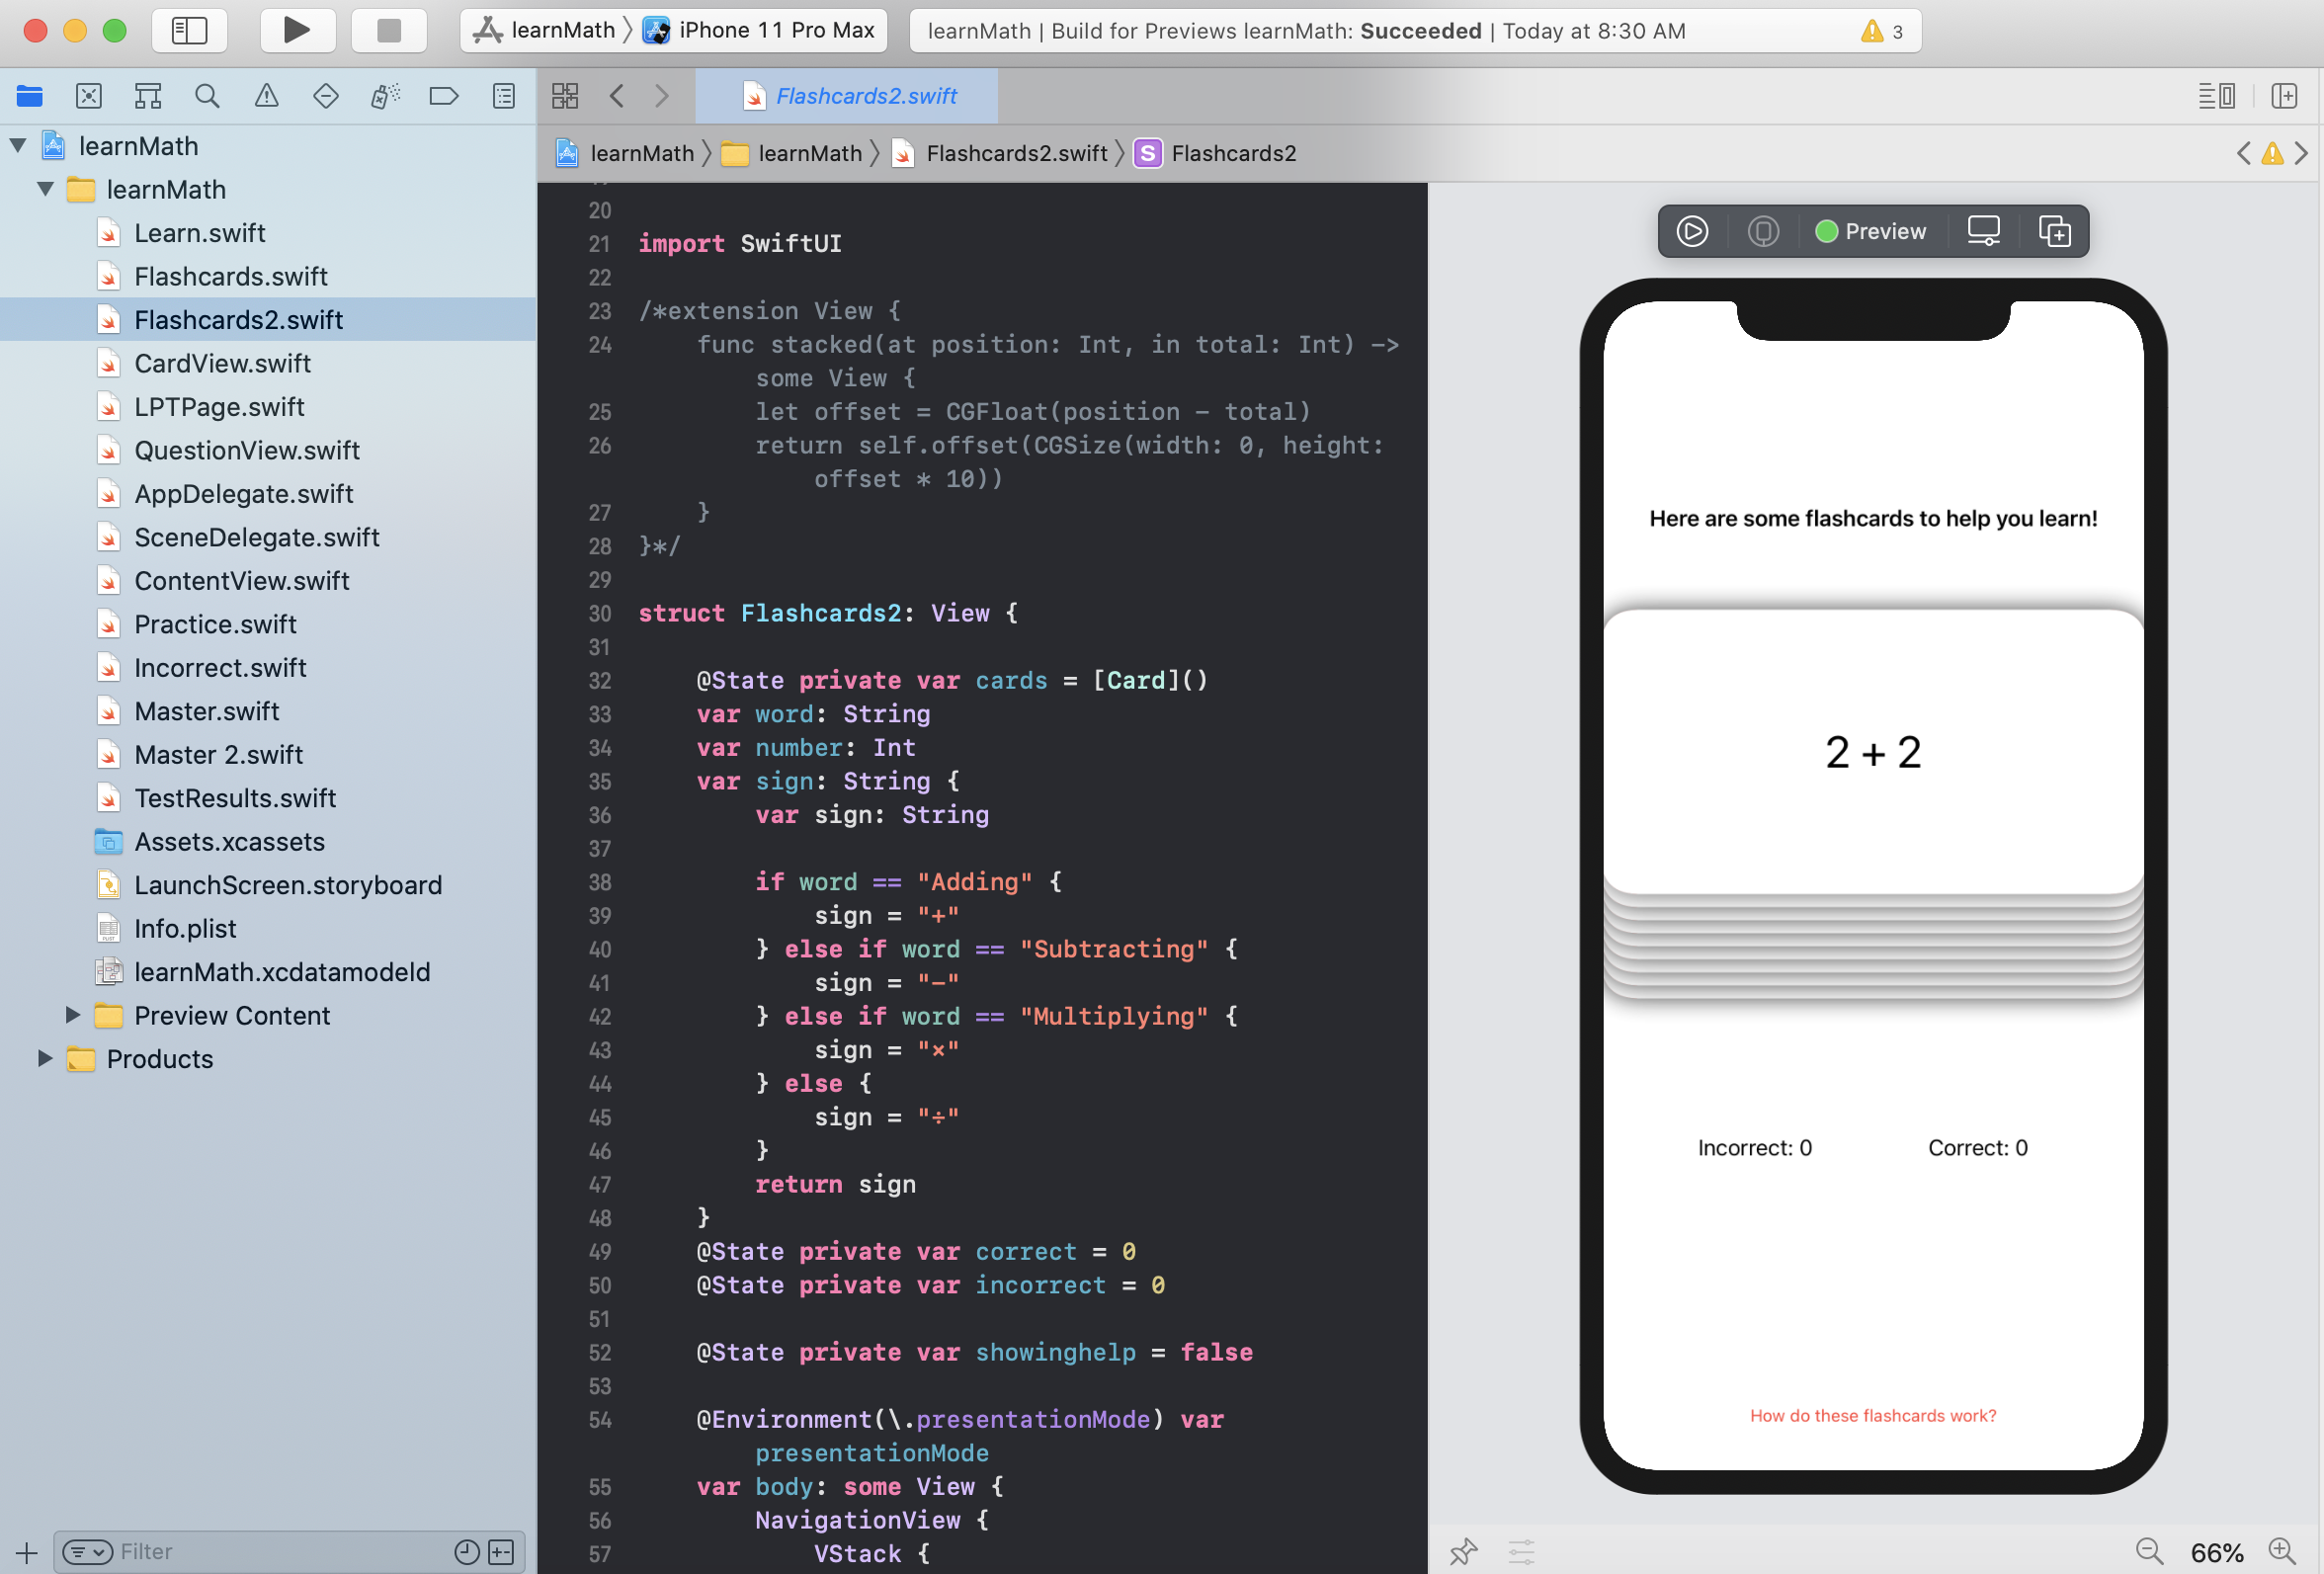 learnMath 〉 iPhone 11 Pro Max
learnMath | Build for Previews learnMath: Succeeded | Today at 8:30 AM
3
Flashcards2.swift
learnMath 〉 learnMath 〉 Flashcards2.swift 〉 S Flashcards2
learnMath
learnMath
Learn.swift
Flashcards.swift
Flashcards2.swift
CardView.swift
LPTPage.swift
QuestionView.swift
AppDelegate.swift
SceneDelegate.swift
ContentView.swift
Practice.swift
Incorrect.swift
Master.swift
Master 2.swift
TestResults.swift
Assets.xcassets
LaunchScreen.storyboard
Info.plist
learnMath.xcdatamodeld
Preview Content
Products
Filter
20
21 import SwiftUI
22
23 /*extension View {
24 func stacked(at position: Int, in total: Int) ->
some View {
25 let offset = CGFloat(position - total)
26 return self.offset(CGSize(width: 0, height:
offset * 10))
27 }
28 }*/
29
30 struct Flashcards2: View {
31
32 @State private var cards = [Card]()
33 var word: String
34 var number: Int
35 var sign: String {
36 var sign: String
37
38 if word == "Adding" {
39 sign = "+"
40 } else if word == "Subtracting" {
41 sign = "−"
42 } else if word == "Multiplying" {
43 sign = "×"
44 } else {
45 sign = "÷"
46 }
47 return sign
48 }
49 @State private var correct = 0
50 @State private var incorrect = 0
51
52 @State private var showinghelp = false
53
54 @Environment(\.presentationMode) var
presentationMode
55 var body: some View {
56 NavigationView {
57 VStack {
Preview
Here are some flashcards to help you learn!
2 + 2
Incorrect: 0 Correct: 0
How do these flashcards work?
66%